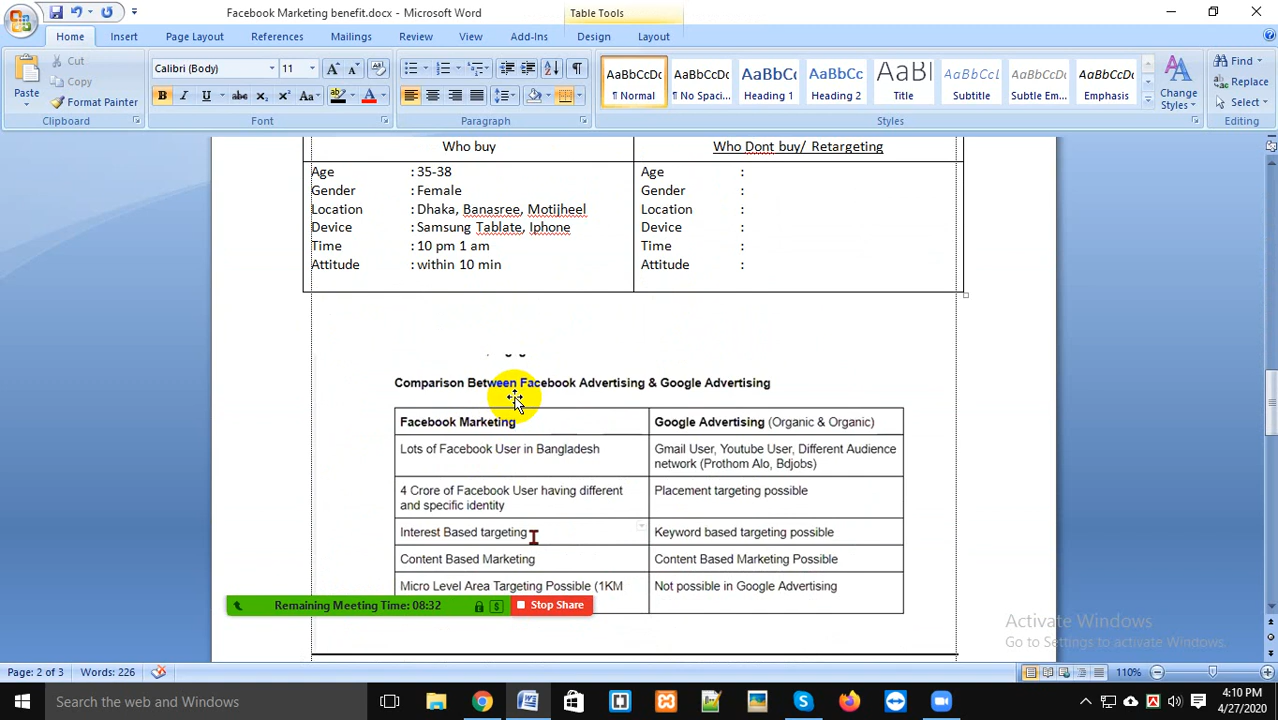 Facebook Marketing benefit.docx - Microsoft Word
Table Tools
Home Insert Page Layout References Mailings Review View Add-Ins Design Layout
Paste
Cut
Copy
Format Painter
Clipboard
Calibri (Body) 11
B I U abc x₂ x² Aa
Font
Paragraph
AaBbCcDc AaBbCcDc AaBbCc AaBbCc AaBl AaBbCcI AaBbCcDc AaBbCcDc
¶ Normal ¶ No Spaci... Heading 1 Heading 2 Title Subtitle Subtle Em... Emphasis
Styles
Change
Styles
Find
Replace
Select
Editing
Who buy
Age : 35-38
Gender : Female
Location : Dhaka, Banasree, Motijheel
Device : Samsung Tablate, Iphone
Time : 10 pm 1 am
Attitude : within 10 min
Who Dont buy/ Retargeting
Age :
Gender :
Location :
Device :
Time :
Attitude :
Comparison Between Facebook Advertising & Google Advertising
Facebook Marketing
Google Advertising (Organic & Organic)
Lots of Facebook User in Bangladesh
Gmail User, Youtube User, Different Audience
network (Prothom Alo, Bdjobs)
4 Crore of Facebook User having different
and specific identity
Placement targeting possible
Interest Based targeting
Keyword based targeting possible
Content Based Marketing
Content Based Marketing Possible
Micro Level Area Targeting Possible (1KM
Not possible in Google Advertising
Remaining Meeting Time: 08:32
Stop Share
Activate Windows
Go to Settings to activate Windows.
Page: 2 of 3 Words: 226
110%
Search the web and Windows
4:10 PM
4/27/2020